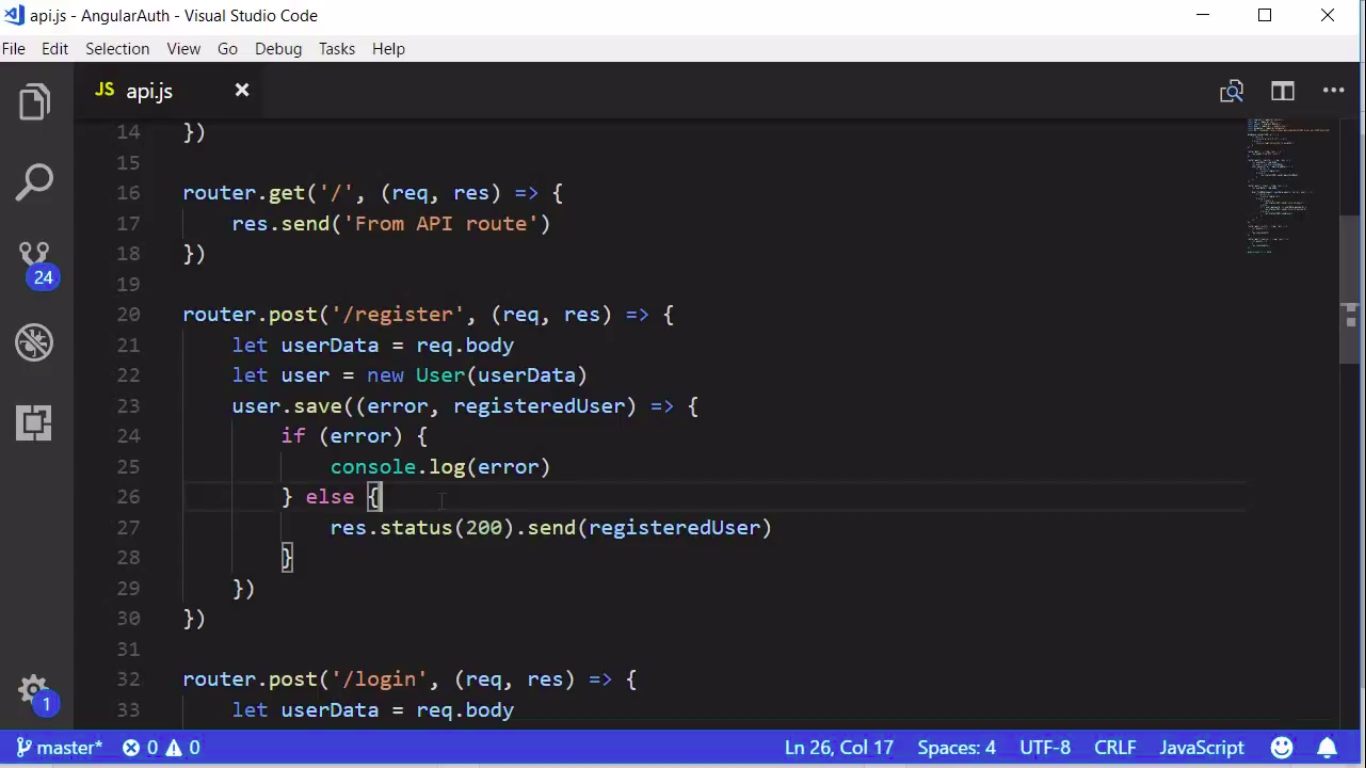 api.js - AngularAuth - Visual Studio Code
File Edit Selection View Go Debug Tasks Help
JS api.js
14 })
15
16 router.get('/', (req, res) => {
17 res.send('From API route')
18 })
19
20 router.post('/register', (req, res) => {
21 let userData = req.body
22 let user = new User(userData)
23 user.save((error, registeredUser) => {
24 if (error) {
25 console.log(error)
26 } else {
27 res.status(200).send(registeredUser)
28 }
29 })
30 })
31
32 router.post('/login', (req, res) => {
33 let userData = req.body
24
1
master* 0 0 Ln 26, Col 17 Spaces: 4 UTF-8 CRLF JavaScript